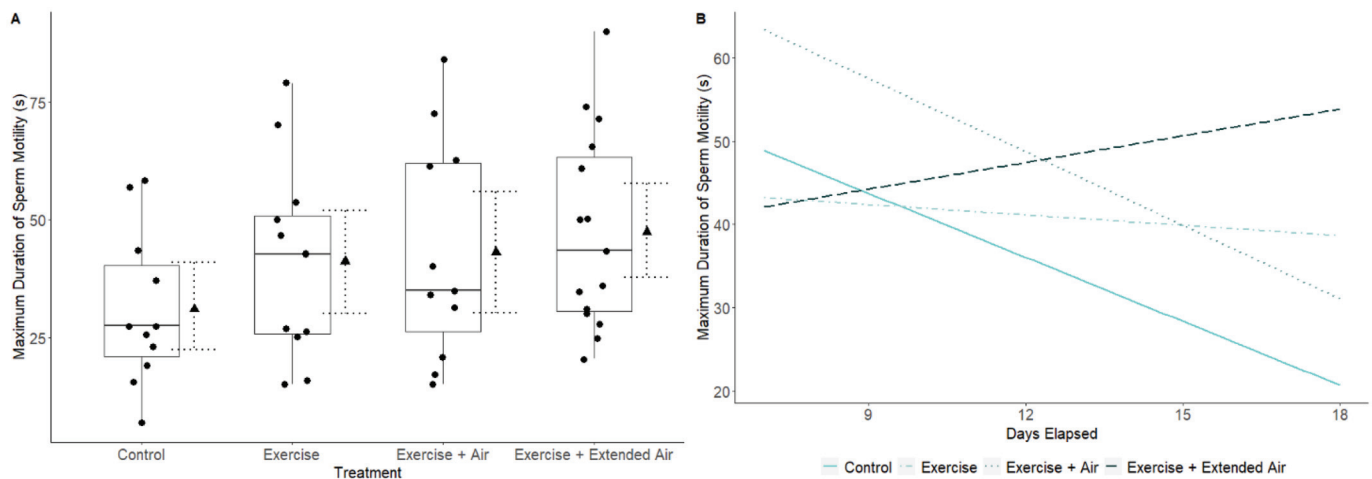 A
Maximum Duration of Sperm Motility (s)
75
50
25
Control
Exercise
Exercise + Air
Exercise + Extended Air
Treatment
B
Maximum Duration of Sperm Motility (s)
60
50
40
30
20
9
12
15
18
Days Elapsed
Control Exercise Exercise + Air Exercise + Extended Air